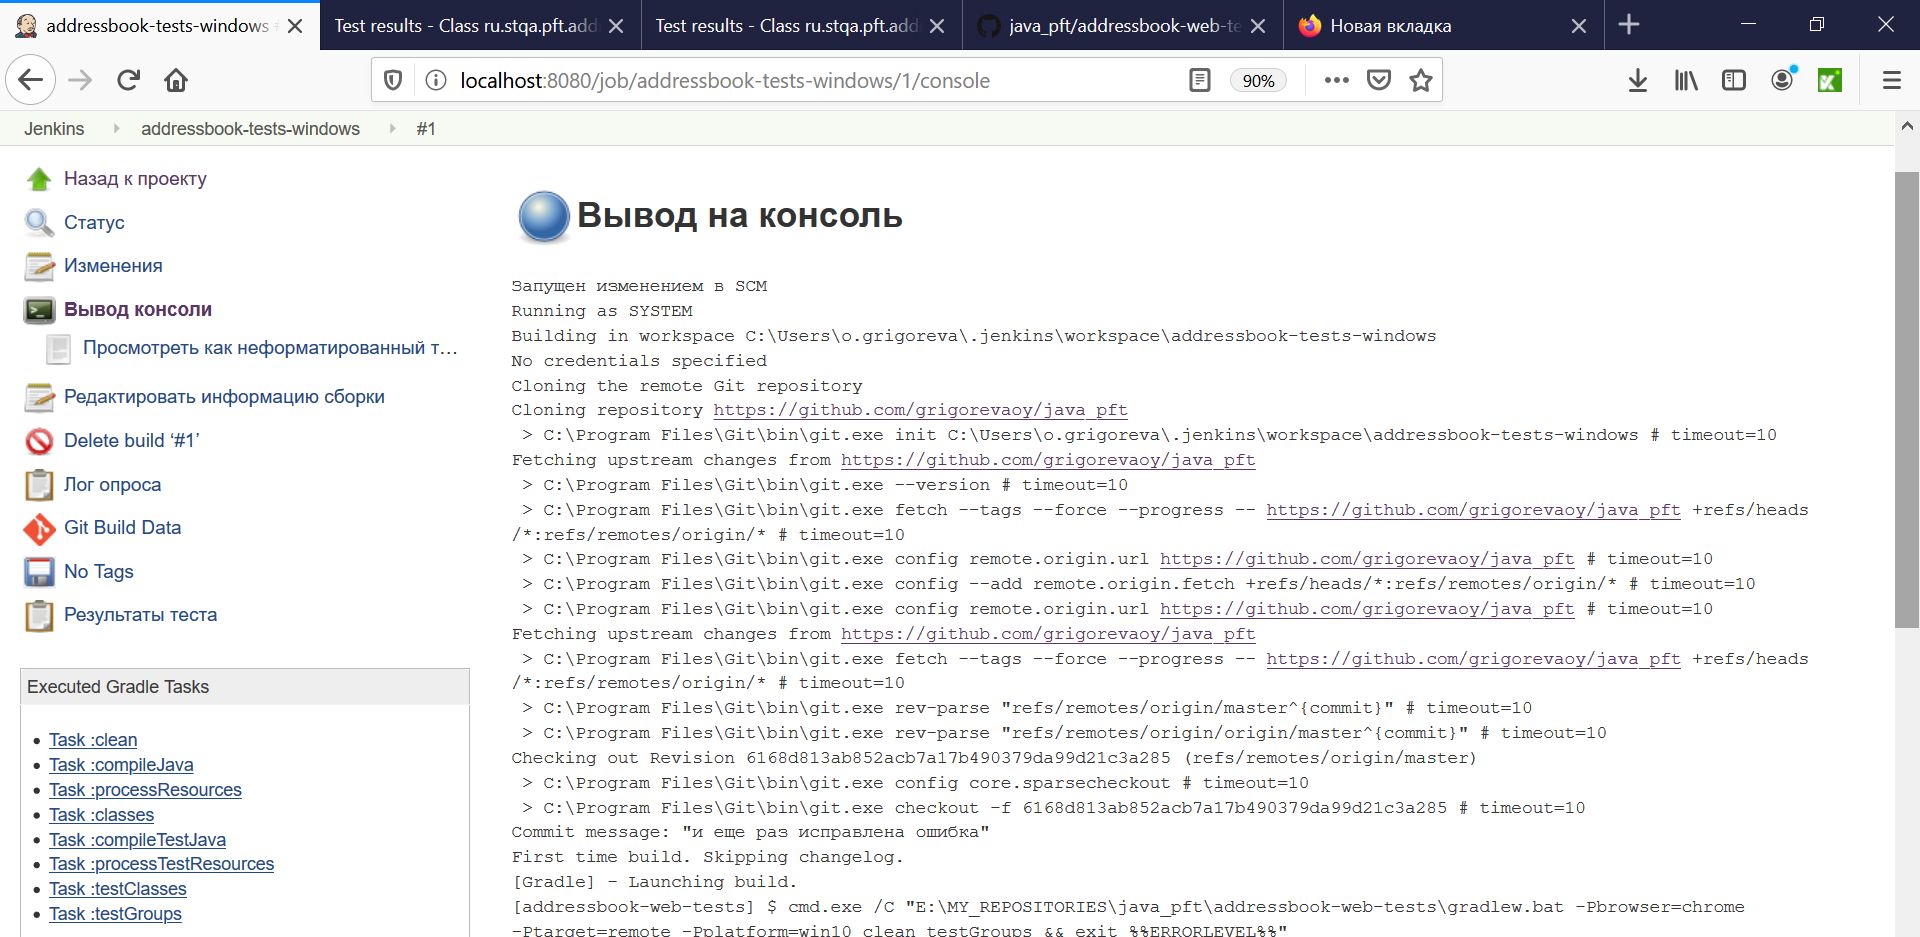 addressbook-tests-windows #
Test results - Class ru.stqa.pft.add
Test results - Class ru.stqa.pft.add
java_pft/addressbook-web-te
Новая вкладка
localhost:8080/job/addressbook-tests-windows/1/console
90%
Jenkins
addressbook-tests-windows
#1
Назад к проекту
Статус
Изменения
Вывод консоли
Просмотреть как неформатированный т…
Редактировать информацию сборки
Delete build ‘#1’
Лог опроса
Git Build Data
No Tags
Результаты теста
Executed Gradle Tasks
Task :clean
Task :compileJava
Task :processResources
Task :classes
Task :compileTestJava
Task :processTestResources
Task :testClasses
Task :testGroups
Вывод на консоль
Запущен изменением в SCM
Running as SYSTEM
Building in workspace C:\Users\o.grigoreva\.jenkins\workspace\addressbook-tests-windows
No credentials specified
Cloning the remote Git repository
Cloning repository https://github.com/grigorevaoy/java_pft
 > C:\Program Files\Git\bin\git.exe init C:\Users\o.grigoreva\.jenkins\workspace\addressbook-tests-windows # timeout=10
Fetching upstream changes from https://github.com/grigorevaoy/java_pft
 > C:\Program Files\Git\bin\git.exe --version # timeout=10
 > C:\Program Files\Git\bin\git.exe fetch --tags --force --progress -- https://github.com/grigorevaoy/java_pft +refs/heads
/*:refs/remotes/origin/* # timeout=10
 > C:\Program Files\Git\bin\git.exe config remote.origin.url https://github.com/grigorevaoy/java_pft # timeout=10
 > C:\Program Files\Git\bin\git.exe config --add remote.origin.fetch +refs/heads/*:refs/remotes/origin/* # timeout=10
 > C:\Program Files\Git\bin\git.exe config remote.origin.url https://github.com/grigorevaoy/java_pft # timeout=10
Fetching upstream changes from https://github.com/grigorevaoy/java_pft
 > C:\Program Files\Git\bin\git.exe fetch --tags --force --progress -- https://github.com/grigorevaoy/java_pft +refs/heads
/*:refs/remotes/origin/* # timeout=10
 > C:\Program Files\Git\bin\git.exe rev-parse "refs/remotes/origin/master^{commit}" # timeout=10
 > C:\Program Files\Git\bin\git.exe rev-parse "refs/remotes/origin/origin/master^{commit}" # timeout=10
Checking out Revision 6168d813ab852acb7a17b490379da99d21c3a285 (refs/remotes/origin/master)
 > C:\Program Files\Git\bin\git.exe config core.sparsecheckout # timeout=10
 > C:\Program Files\Git\bin\git.exe checkout -f 6168d813ab852acb7a17b490379da99d21c3a285 # timeout=10
Commit message: "и еще раз исправлена ошибка"
First time build. Skipping changelog.
[Gradle] - Launching build.
[addressbook-web-tests] $ cmd.exe /C "E:\MY_REPOSITORIES\java_pft\addressbook-web-tests\gradlew.bat -Pbrowser=chrome
-Ptarget=remote -Pplatform=win10 clean testGroups && exit %%ERRORLEVEL%%"